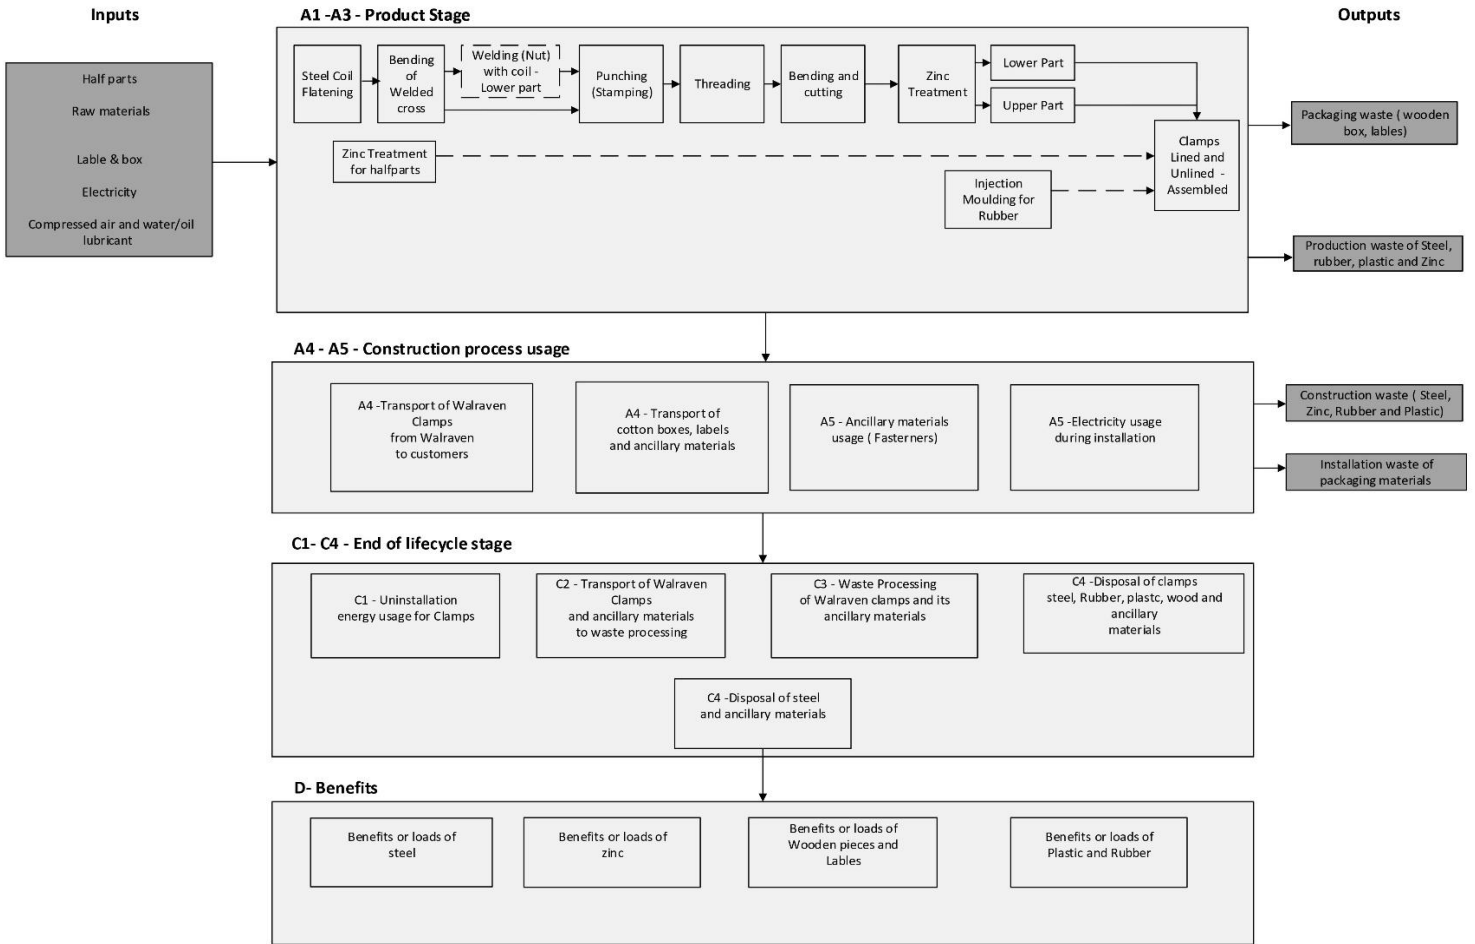 Inputs
A1 -A3 - Product Stage
Outputs
Half parts
Raw materials
Lable & box
Electricity
Compressed air and water/oil
lubricant
Steel Coil
Flatening
Bending
of
Welded
cross
Welding (Nut)
with coil -
Lower part
Punching
(Stamping)
Threading
Bending and
cutting
Zinc
Treatment
Lower Part
Upper Part
Zinc Treatment
for halfparts
Injection
Moulding for
Rubber
Clamps
Lined and
Unlined -
Assembled
Packaging waste ( wooden
box, lables)
Production waste of Steel,
rubber, plastic and Zinc
A4 - A5 - Construction process usage
A4 -Transport of Walraven
Clamps
from Walraven
to customers
A4 - Transport of
cotton boxes, labels
and ancillary materials
A5 - Ancillary materials
usage ( Fasterners)
A5 -Electricity usage
during installation
Construction waste ( Steel,
Zinc, Rubber and Plastic)
Installation waste of
packaging materials
C1- C4 - End of lifecycle stage
C1 - Uninstallation
energy usage for Clamps
C2 - Transport of Walraven
Clamps
and ancillary materials
to waste processing
C3 - Waste Processing
of Walraven clamps and its
ancillary materials
C4 -Disposal of clamps
steel, Rubber, plastc, wood and
ancillary
materials
C4 -Disposal of steel
and ancillary materials
D- Benefits
Benefits or loads of
steel
Benefits or loads of
zinc
Benefits or loads of
Wooden pieces and
Lables
Benefits or loads of
Plastic and Rubber